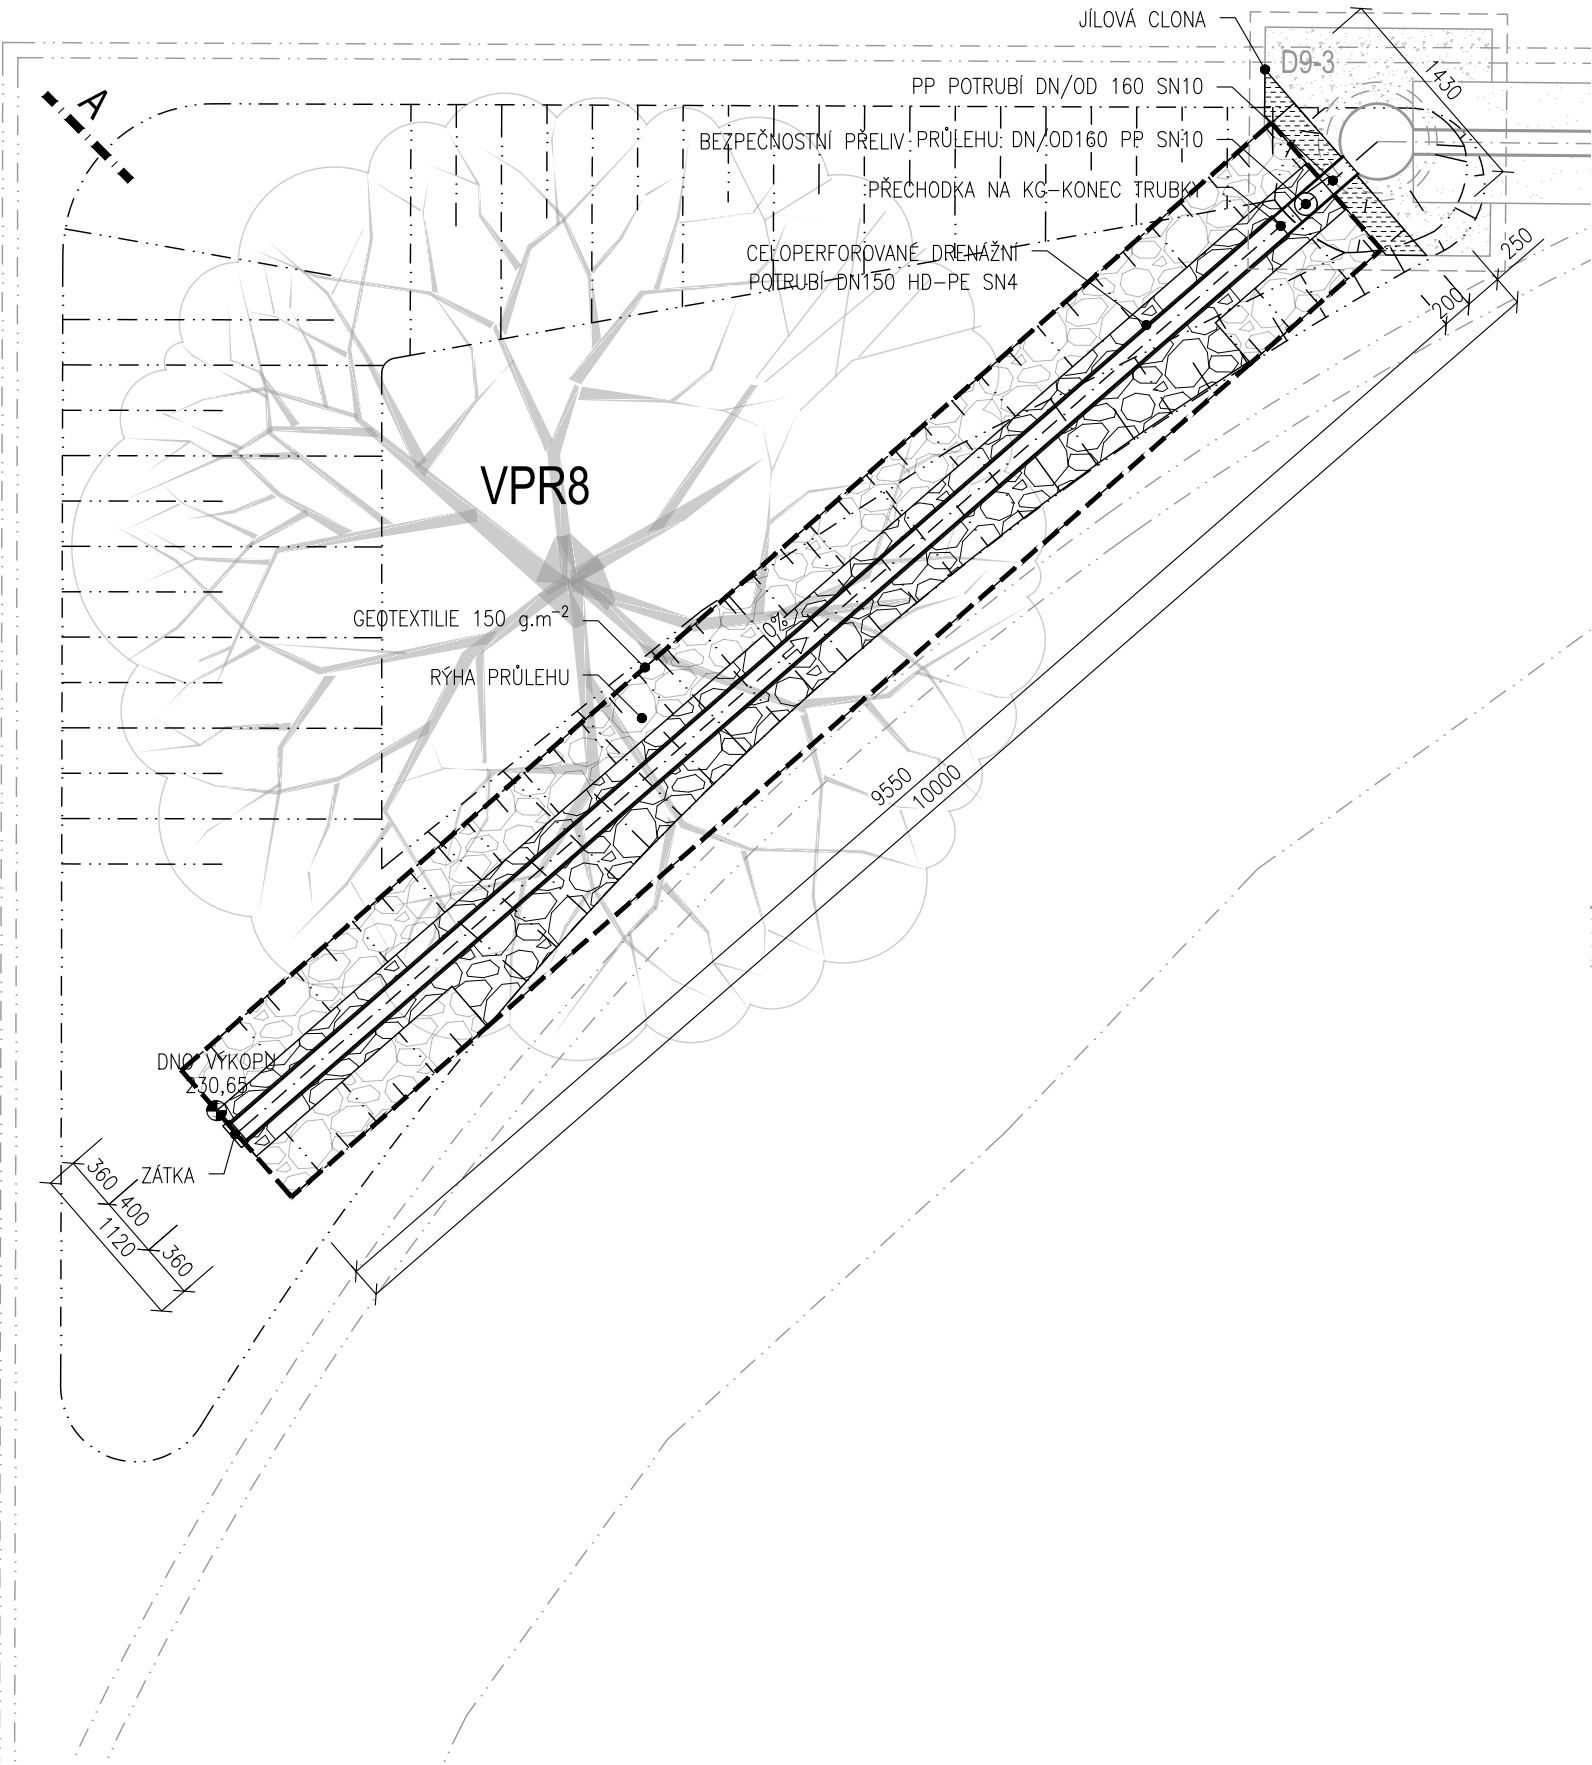 JÍLOVÁ CLONA
D9-3
1430
A
PP POTRUBÍ DN/OD 160 SN10
BEZPEČNOSTNÍ PŘELIV PRŮLEHU DN/OD160 PP SN10
PŘECHODKA NA KG-KONEC TRUBKY
CELOPERFOROVANÉ DRENÁŽNÍ
POTRUBÍ DN150 HD-PE SN4
250
200
VPR8
GEOTEXTILIE 150 g.m⁻²
0%
RÝHA PRŮLEHU
9550
10000
DNO VÝKOPU
230,65
ZÁTKA
360
400
1120
360